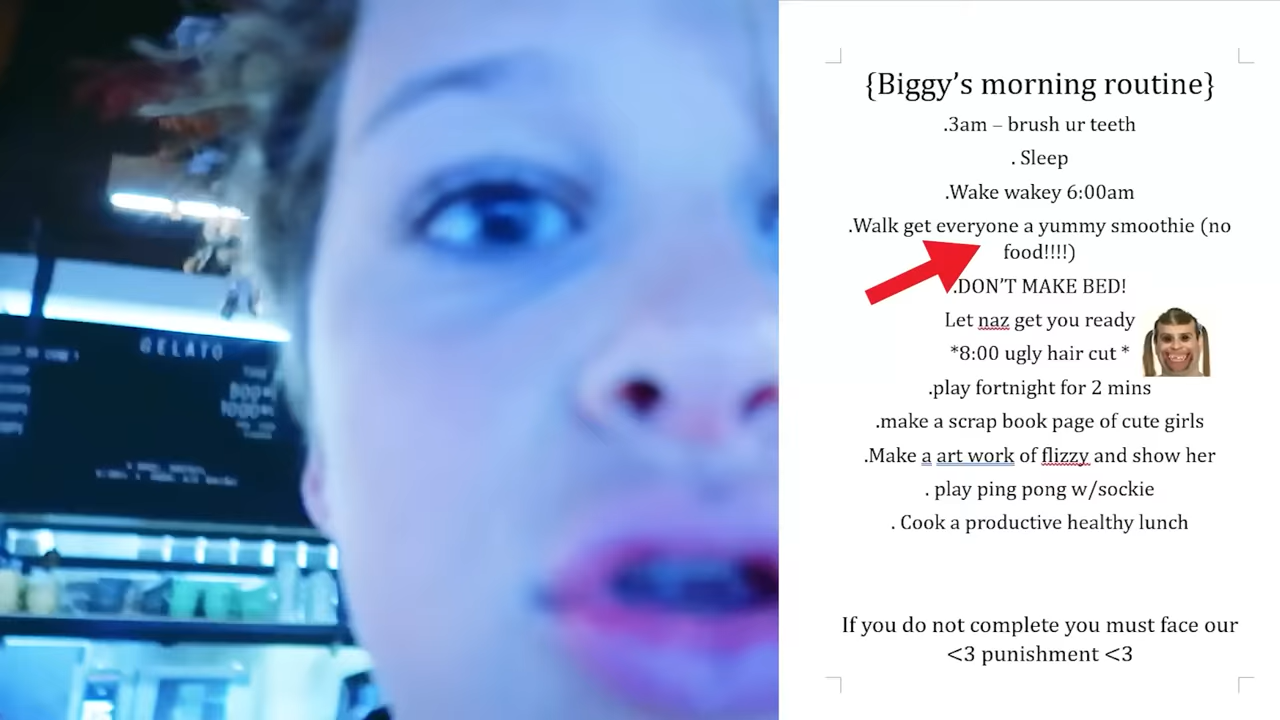 GELATO
{Biggy’s morning routine}
.3am – brush ur teeth
. Sleep
.Wake wakey 6:00am
.Walk get everyone a yummy smoothie (no
food!!!!)
.DON’T MAKE BED!
Let naz get you ready
*8:00 ugly hair cut *
.play fortnight for 2 mins
.make a scrap book page of cute girls
.Make a art work of flizzy and show her
. play ping pong w/sockie
. Cook a productive healthy lunch
If you do not complete you must face our
<3 punishment <3